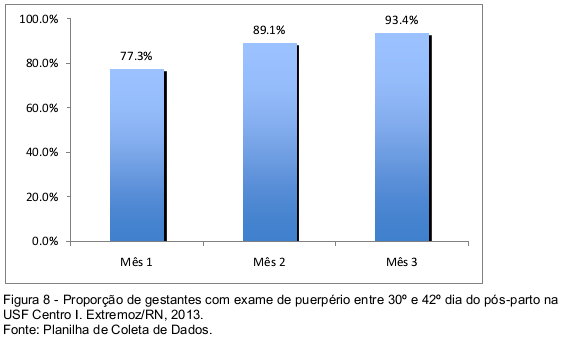 100.0%
93.4%
89.1%
77.3%
80.0%
60.0%
40.0%
20.0%
0.0%
Mês 1 Mês 2 Mês 3
Figura 8 - Proporção de gestantes com exame de puerpério entre 30º e 42º dia do pós-parto na
USF Centro I. Extremoz/RN, 2013.
Fonte: Planilha de Coleta de Dados.